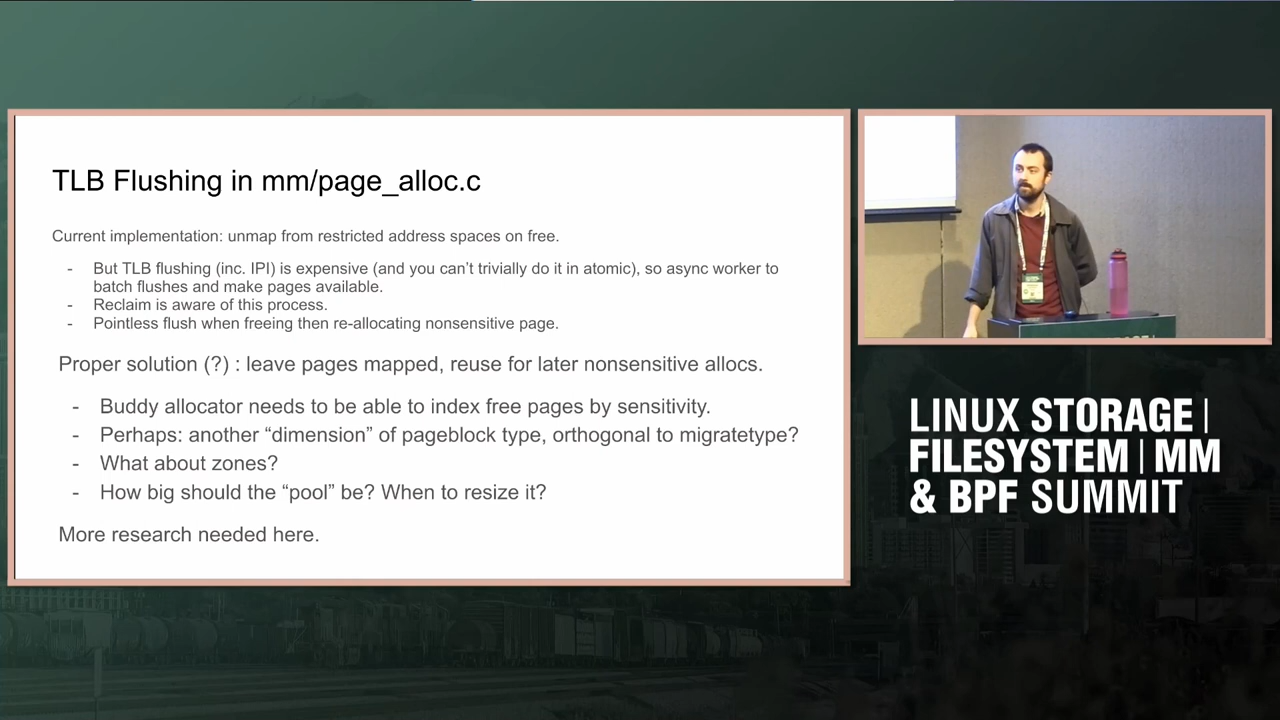 TLB Flushing in mm/page_alloc.c
Current implementation: unmap from restricted address spaces on free.
- But TLB flushing (inc. IPI) is expensive (and you can’t trivially do it in atomic), so async worker to
batch flushes and make pages available.
- Reclaim is aware of this process.
- Pointless flush when freeing then re-allocating nonsensitive page.
Proper solution (?) : leave pages mapped, reuse for later nonsensitive allocs.
- Buddy allocator needs to be able to index free pages by sensitivity.
- Perhaps: another “dimension” of pageblock type, orthogonal to migratetype?
- What about zones?
- How big should the “pool” be? When to resize it?
More research needed here.
LINUX STORAGE |
FILESYSTEM | MM
& BPF SUMMIT